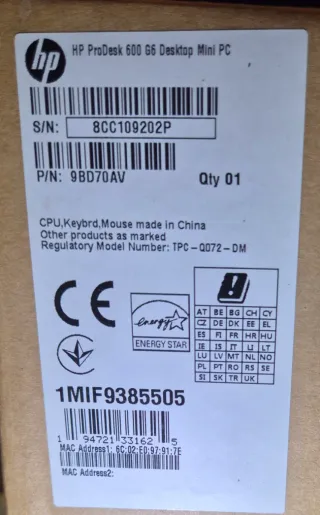 hp HP ProDesk 600 G6 Desktop Mini PC
S/N: 8CC109202P
P/N: 9BD70AV Qty 01
CPU,Keybrd,Mouse made in China
Other products as marked
Regulatory Model Number: TPC-Q072-DM
CE
energy
ENERGY STAR
AT BE BG CH CY
CZ DE DK EE EL
ES FI FR HR HU
IE IS IT LI LT
LU LV MT NL NO
PL PT RO RS SE
SI SK TR UK
1MIF9385505
1 94721 33162 5
MAC Address1: 6C:02:E0:97:91:7E
MAC Address2: